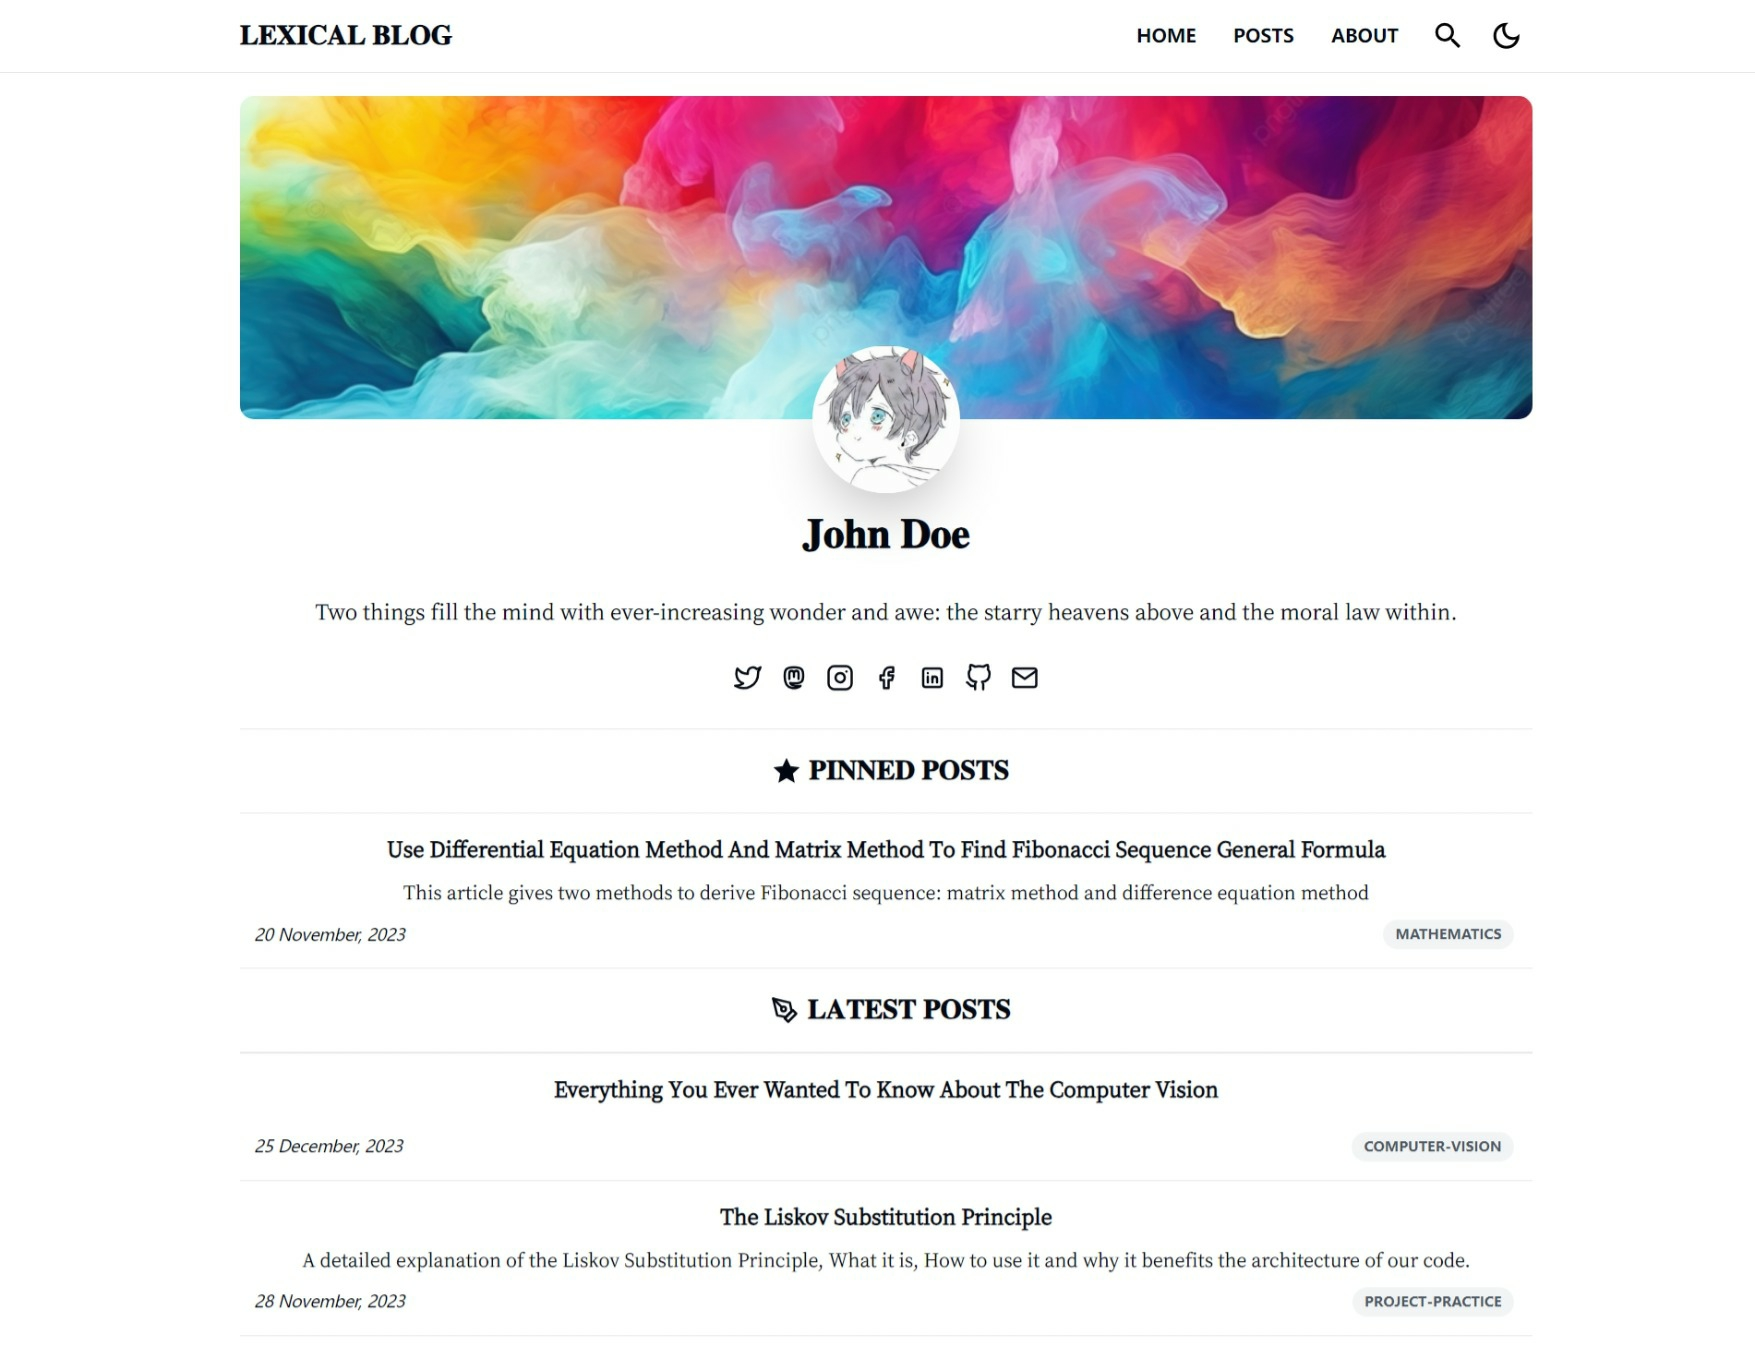 LEXICAL BLOG
HOME POSTS ABOUT
John Doe
Two things fill the mind with ever-increasing wonder and awe: the starry heavens above and the moral law within.
PINNED POSTS
Use Differential Equation Method And Matrix Method To Find Fibonacci Sequence General Formula
This article gives two methods to derive Fibonacci sequence: matrix method and difference equation method
20 November, 2023 MATHEMATICS
LATEST POSTS
Everything You Ever Wanted To Know About The Computer Vision
25 December, 2023 COMPUTER-VISION
The Liskov Substitution Principle
A detailed explanation of the Liskov Substitution Principle, What it is, How to use it and why it benefits the architecture of our code.
28 November, 2023 PROJECT-PRACTICE